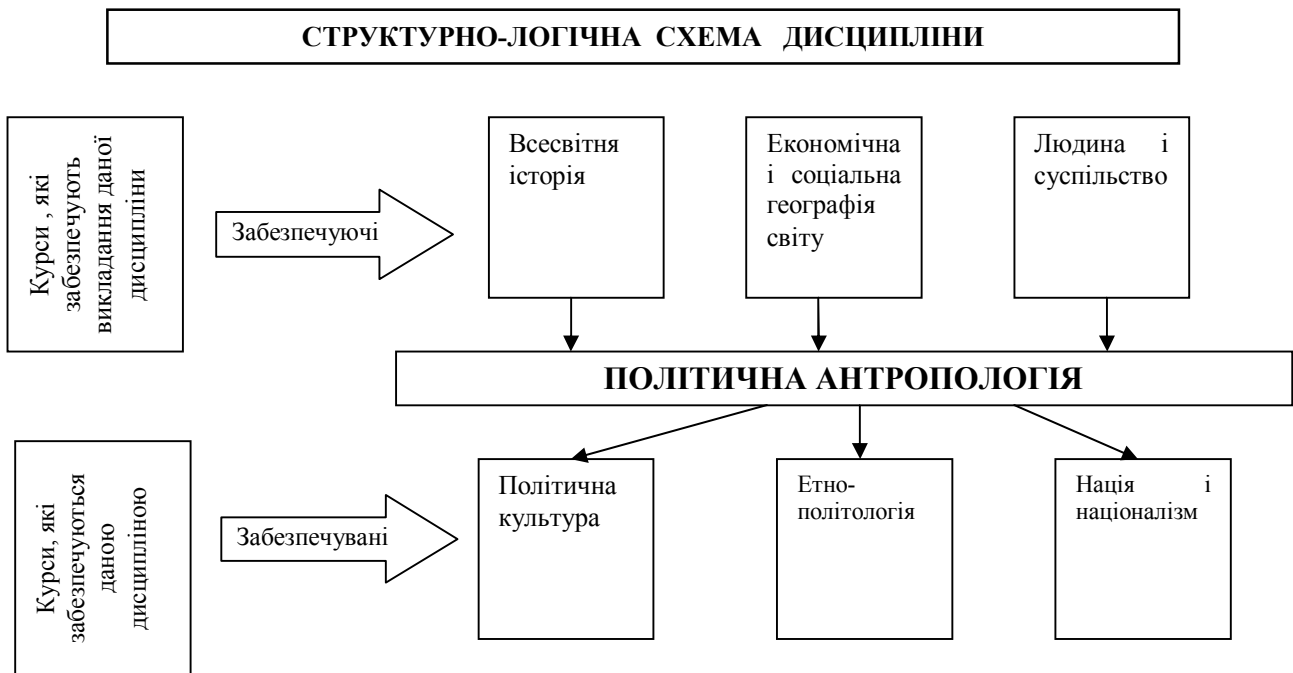 СТРУКТУРНО-ЛОГІЧНА СХЕМА ДИСЦИПЛІНИ
Курси , які
забезпечують
викладання даної
дисципліни
Забезпечуючі
Всесвітня
історія
Економічна
і соціальна
географія
світу
Людина і
суспільство
ПОЛІТИЧНА АНТРОПОЛОГІЯ
Курси, які
забезпечуються
даною
дисципліною
Забезпечувані
Політична
культура
Етно-
політологія
Нація і
націоналізм